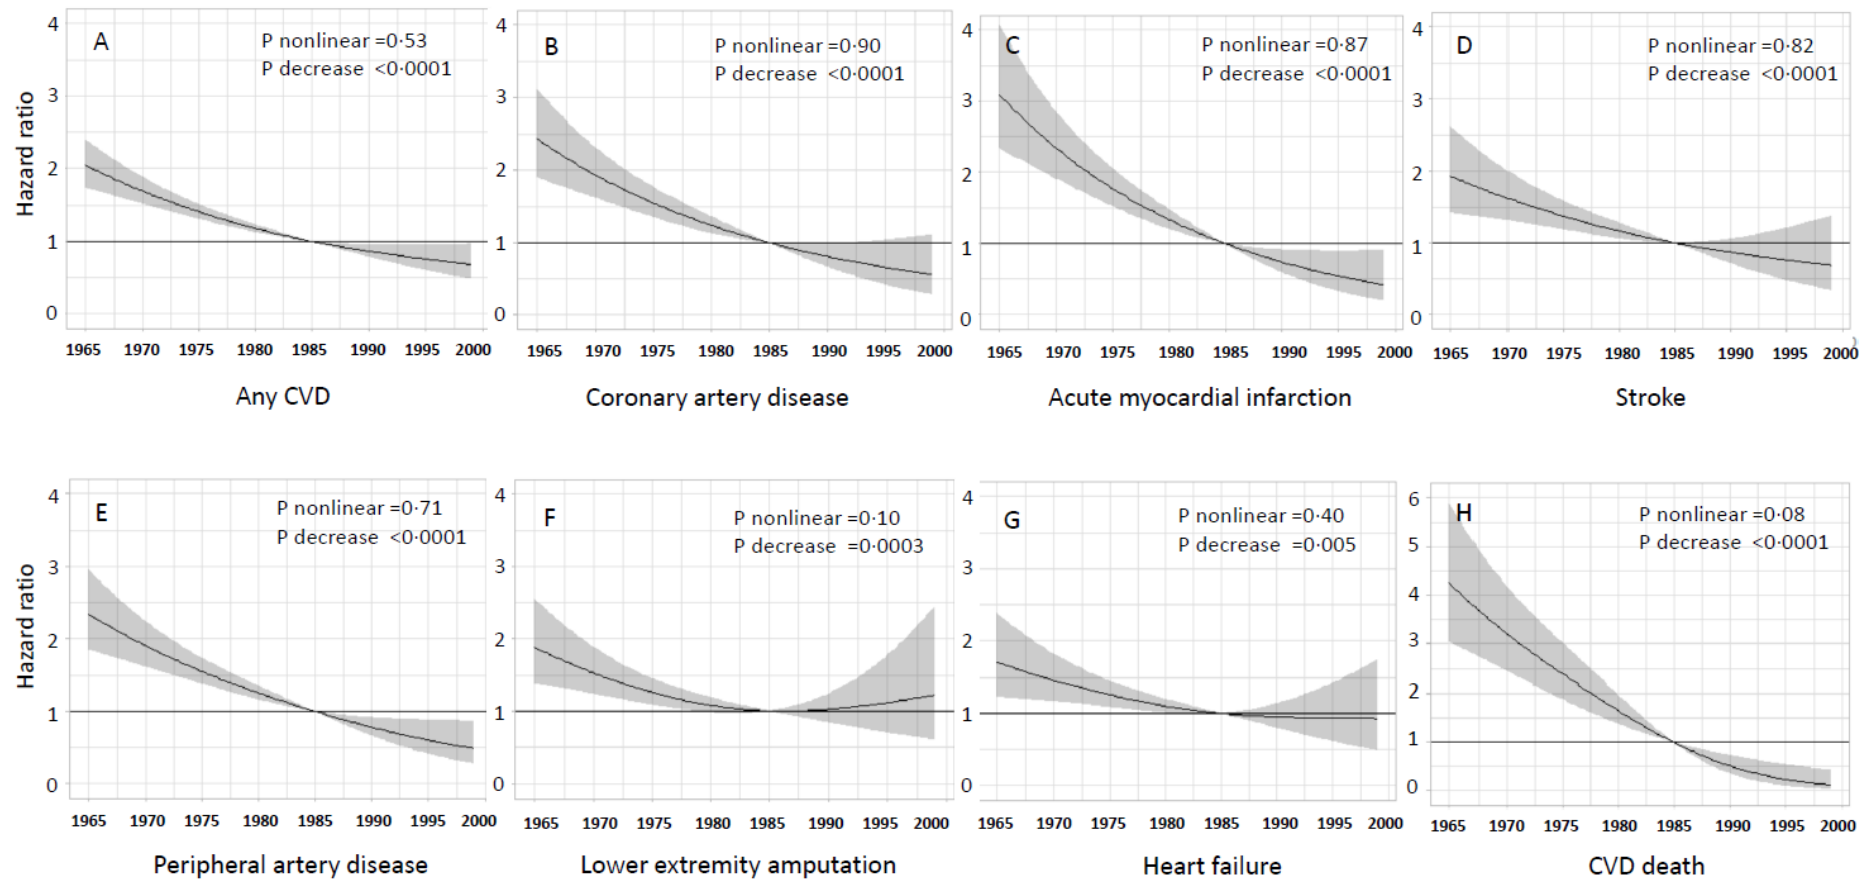 A
P nonlinear =0·53
P decrease <0·0001
B
P nonlinear =0·90
P decrease <0·0001
C
P nonlinear =0·87
P decrease <0·0001
D
P nonlinear =0·82
P decrease <0·0001
Hazard ratio
4
3
2
1
0
4
3
2
1
0
4
3
2
1
0
4
3
2
1
0
1965 1970 1975 1980 1985 1990 1995 2000
1965 1970 1975 1980 1985 1990 1995 2000
1965 1970 1975 1980 1985 1990 1995 2000
1965 1970 1975 1980 1985 1990 1995 2000
Any CVD
Coronary artery disease
Acute myocardial infarction
Stroke
E
P nonlinear =0·71
P decrease <0·0001
F
P nonlinear =0·10
P decrease =0·0003
G
P nonlinear =0·40
P decrease =0·005
H
P nonlinear =0·08
P decrease <0·0001
Hazard ratio
4
3
2
1
0
4
3
2
1
0
4
3
2
1
0
6
5
4
3
2
1
0
1965 1970 1975 1980 1985 1990 1995 2000
1965 1970 1975 1980 1985 1990 1995 2000
1965 1970 1975 1980 1985 1990 1995 2000
1965 1970 1975 1980 1985 1990 1995 2000
Peripheral artery disease
Lower extremity amputation
Heart failure
CVD death